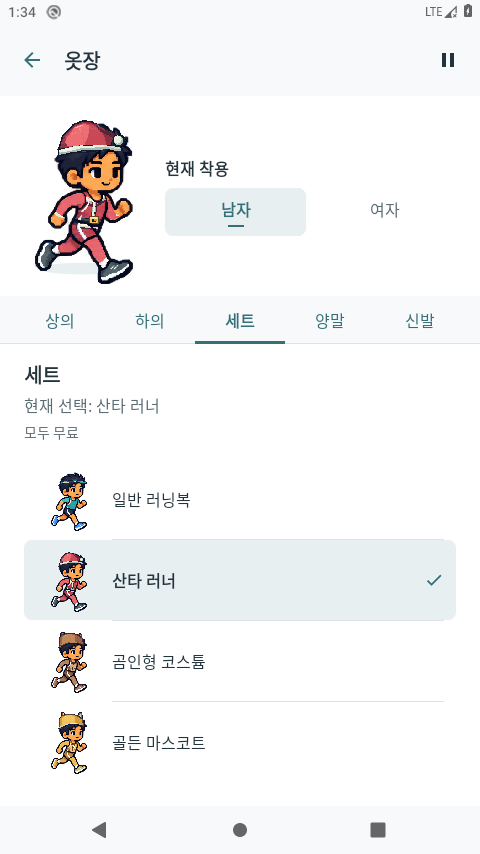 1:34
LTE
옷장
현재 착용
남자
여자
상의
하의
세트
양말
신발
세트
현재 선택: 산타 러너
모두 무료
일반 러닝복
산타 러너
곰인형 코스튬
골든 마스코트